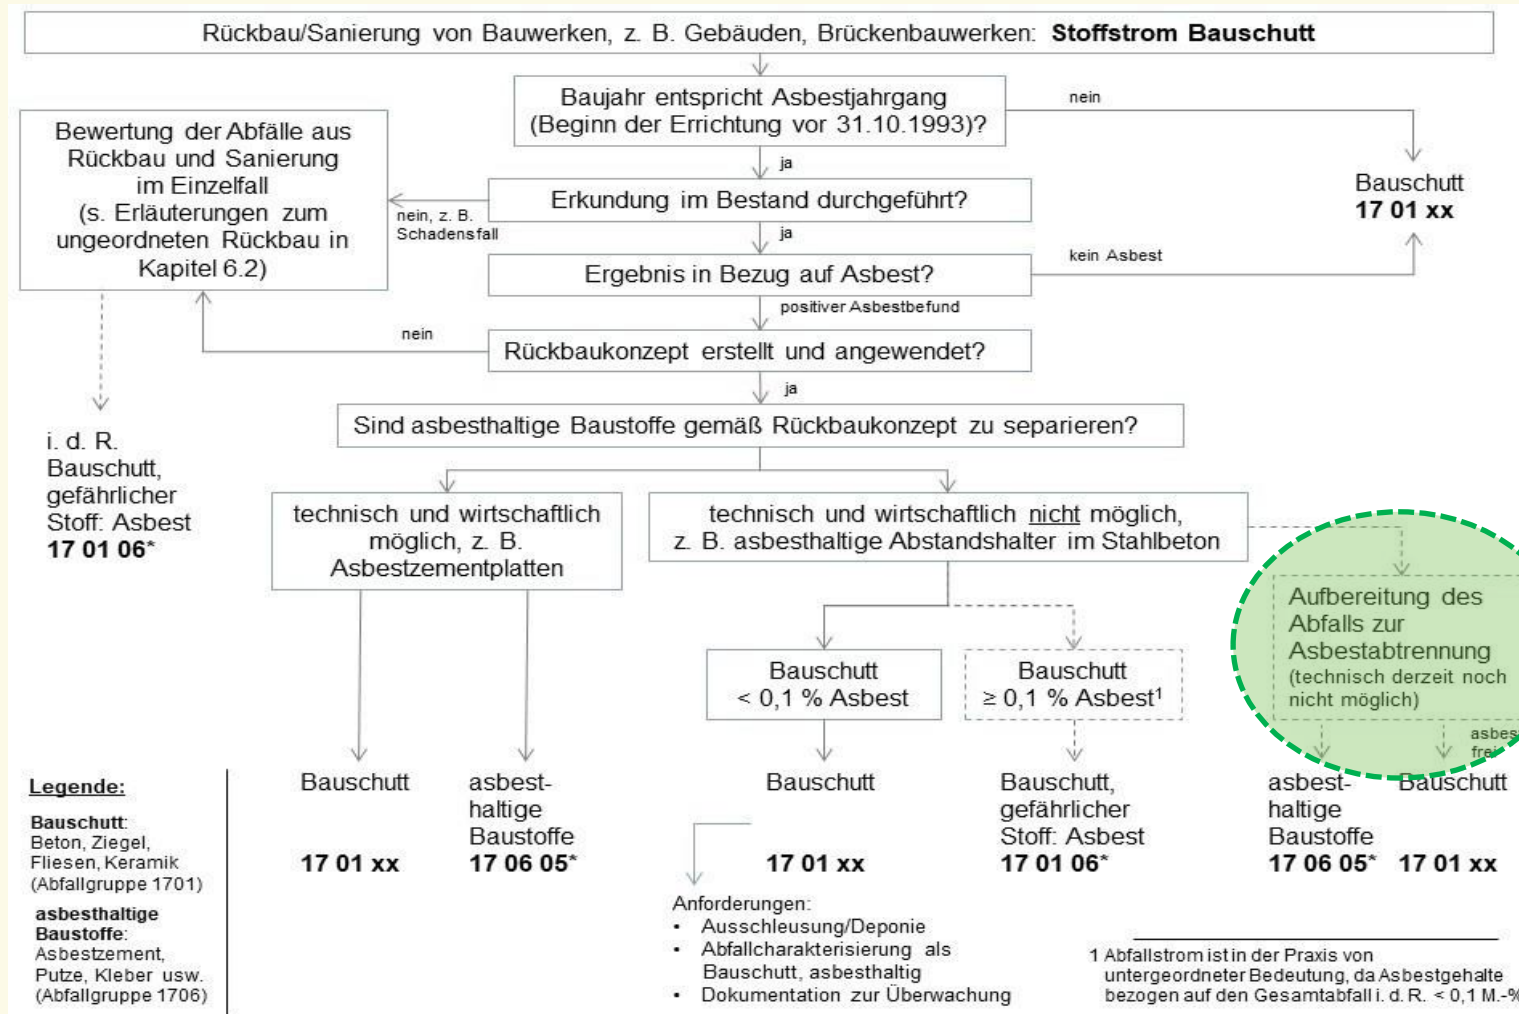 Rückbau/Sanierung von Bauwerken, z. B. Gebäuden, Brückenbauwerken: Stoffstrom Bauschutt
Baujahr entspricht Asbestjahrgang
(Beginn der Errichtung vor 31.10.1993)?
nein
Bauschutt
17 01 xx
ja
Erkundung im Bestand durchgeführt?
nein, z. B.
Schadensfall
Bewertung der Abfälle aus
Rückbau und Sanierung
im Einzelfall
(s. Erläuterungen zum
ungeordneten Rückbau in
Kapitel 6.2)
ja
Ergebnis in Bezug auf Asbest?
kein Asbest
positiver Asbestbefund
Rückbaukonzept erstellt und angewendet?
nein
ja
i. d. R.
Bauschutt,
gefährlicher
Stoff: Asbest
17 01 06*
Sind asbesthaltige Baustoffe gemäß Rückbaukonzept zu separieren?
technisch und wirtschaftlich
möglich, z. B.
Asbestzementplatten
technisch und wirtschaftlich nicht möglich,
z. B. asbesthaltige Abstandshalter im Stahlbeton
Aufbereitung des
Abfalls zur
Asbestabtrennung
(technisch derzeit noch
nicht möglich)
Bauschutt
< 0,1 % Asbest
Bauschutt
≥ 0,1 % Asbest¹
Bauschutt
17 01 xx
asbest-
haltige
Baustoffe
17 06 05*
Bauschutt
17 01 xx
Bauschutt,
gefährlicher
Stoff: Asbest
17 01 06*
asbest-
haltige
Baustoffe
17 06 05*
Bauschutt
17 01 xx
Anforderungen:
• Ausschleusung/Deponie
• Abfallcharakterisierung als
Bauschutt, asbesthaltig
• Dokumentation zur Überwachung
1 Abfallstrom ist in der Praxis von
untergeordneter Bedeutung, da Asbestgehalte
bezogen auf den Gesamtabfall i. d. R. < 0,1 M.-%
Legende:
Bauschutt:
Beton, Ziegel,
Fliesen, Keramik
(Abfallgruppe 1701)
asbesthaltige
Baustoffe:
Asbestzement,
Putze, Kleber usw.
(Abfallgruppe 1706)